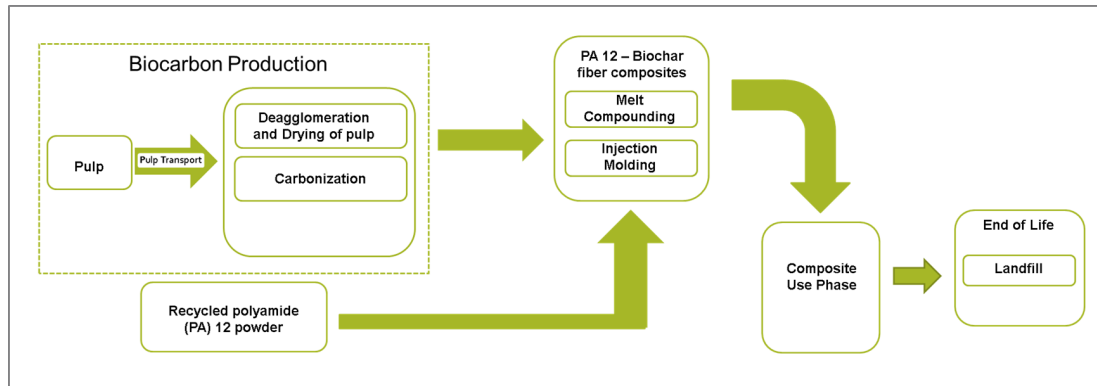 Biocarbon Production
Pulp
Pulp Transport
Deagglomeration
and Drying of pulp
Carbonization
Recycled polyamide
(PA) 12 powder
PA 12 – Biochar
fiber composites
Melt
Compounding
Injection
Molding
Composite
Use Phase
End of Life
Landfill